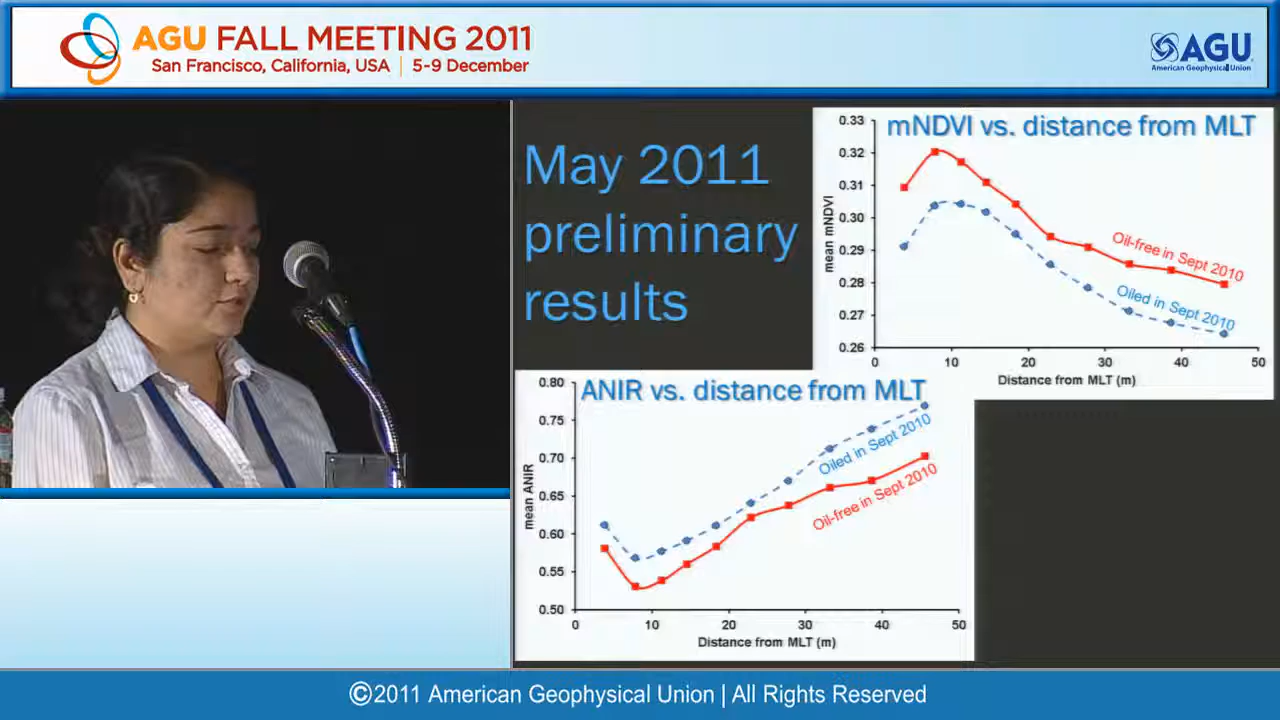 AGU FALL MEETING 2011
San Francisco, California, USA | 5-9 December
AGU
American Geophysical Union
May 2011
preliminary
results
mNDVI vs. distance from MLT
0.33
0.32
0.31
0.30
0.29
0.28
0.27
0.26
mean mNDVI
Oil-free in Sept 2010
Oiled in Sept 2010
0 10 20 30 40 50
Distance from MLT (m)
ANIR vs. distance from MLT
0.80
0.75
0.70
0.65
0.60
0.55
0.50
mean ANIR
Oiled in Sept 2010
Oil-free in Sept 2010
0 10 20 30 40 50
Distance from MLT (m)
©2011 American Geophysical Union | All Rights Reserved